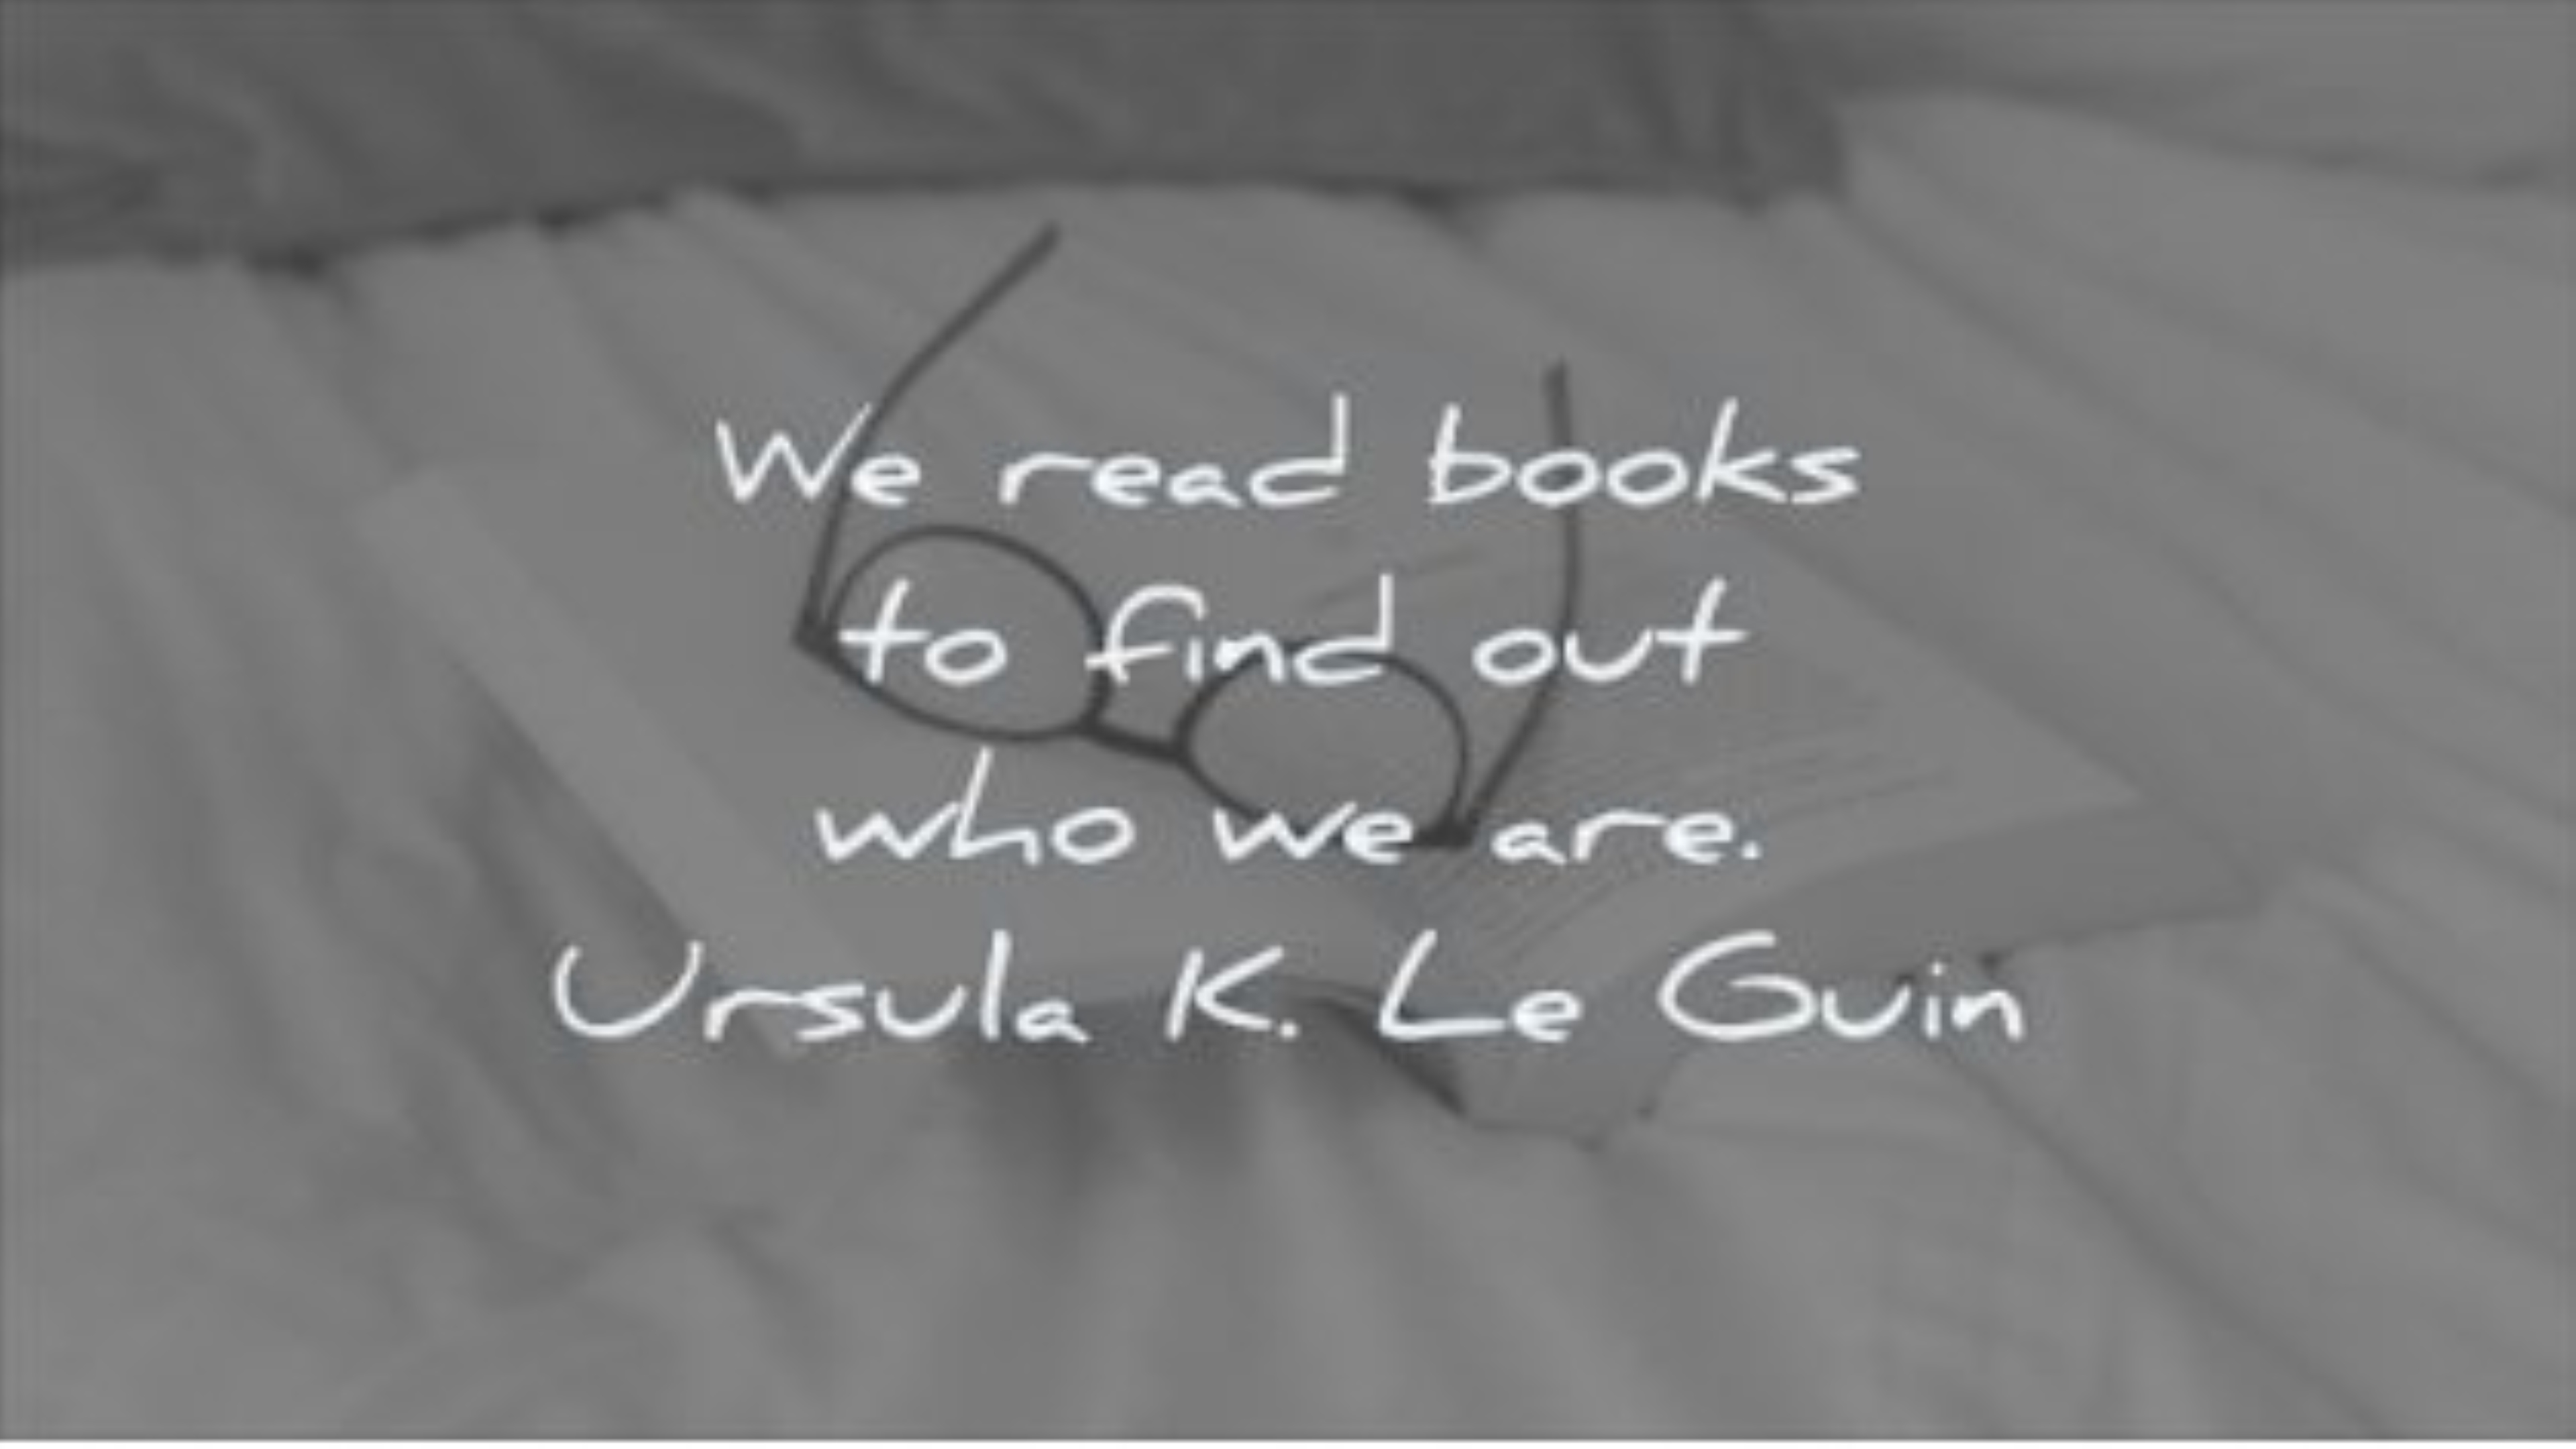 We read books
to find out
who we are.
Ursula K. Le Guin